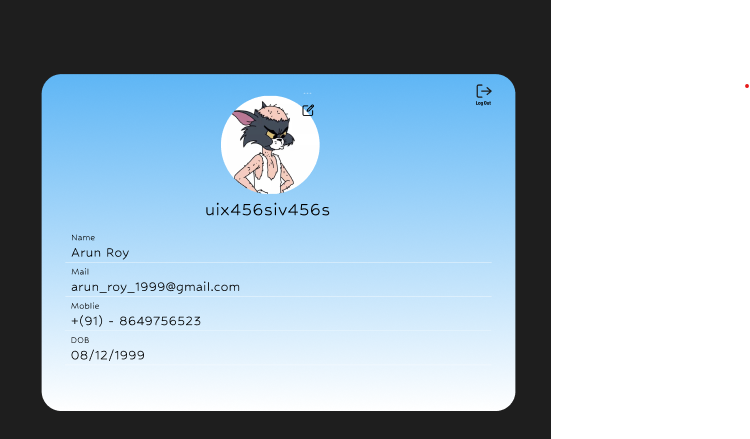 Log Out
uix456siv456s
Name
Arun Roy
Mail
arun_roy_1999@gmail.com
Moblie
+(91) - 8649756523
DOB
08/12/1999